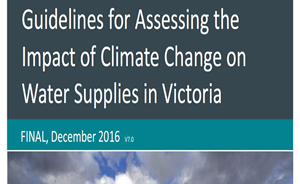 Guidelines for Assessing the
Impact of Climate Change on
Water Supplies in Victoria
FINAL, December 2016 V7.0